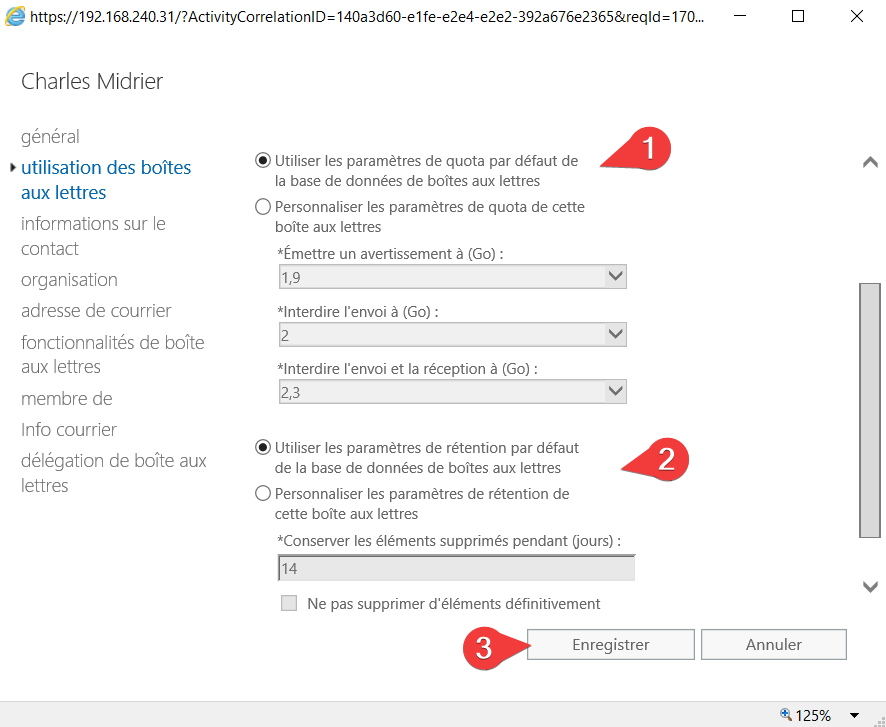 https://192.168.240.31/?ActivityCorrelationID=140a3d60-e1fe-e2e4-e2e2-392a676e2365&reqId=170...
Charles Midrier
général
utilisation des boîtes
aux lettres
informations sur le
contact
organisation
adresse de courrier
fonctionnalités de boîte
aux lettres
membre de
Info courrier
délégation de boîte aux
lettres
Utiliser les paramètres de quota par défaut de
la base de données de boîtes aux lettres
1
Personnaliser les paramètres de quota de cette
boîte aux lettres
*Émettre un avertissement à (Go) :
1,9
*Interdire l'envoi à (Go) :
2
*Interdire l'envoi et la réception à (Go) :
2,3
Utiliser les paramètres de rétention par défaut
de la base de données de boîtes aux lettres
2
Personnaliser les paramètres de rétention de
cette boîte aux lettres
*Conserver les éléments supprimés pendant (jours) :
14
Ne pas supprimer d'éléments définitivement
3
Enregistrer
Annuler
125%